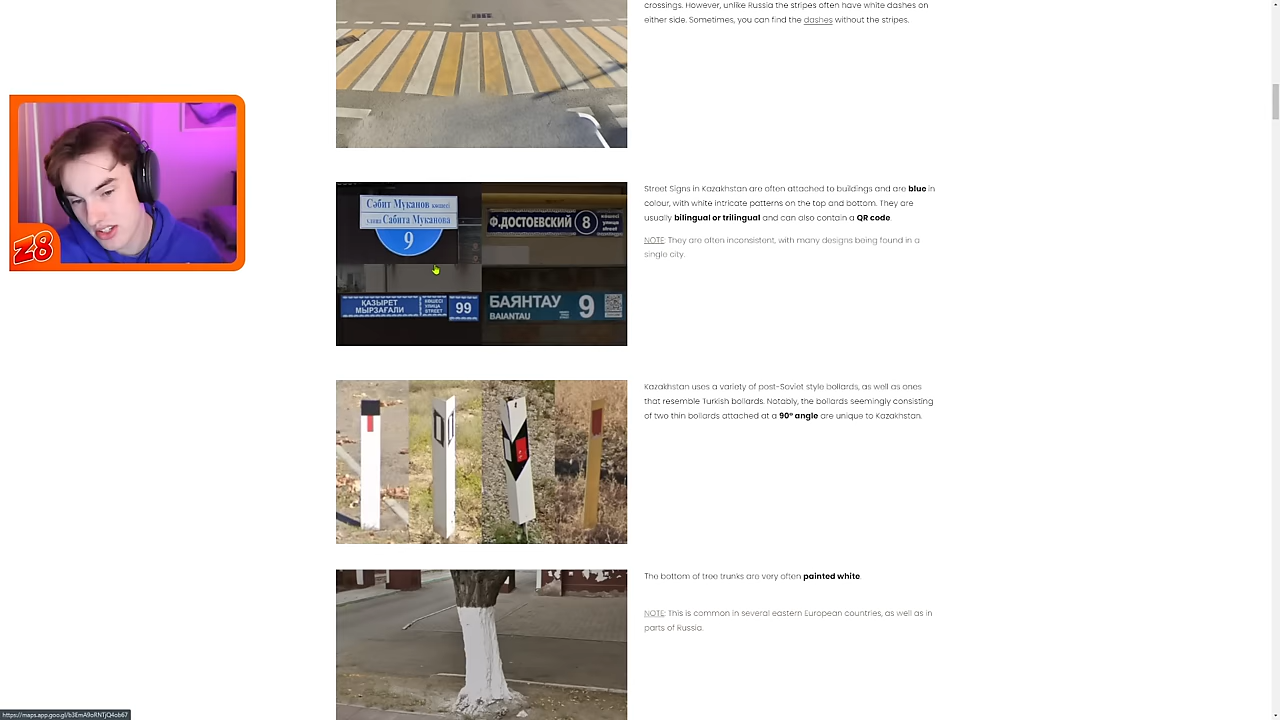 crossings. However, unlike Russia the stripes often have white dashes on
either side. Sometimes, you can find the dashes without the stripes.
Сәбит Муканов көшесі
улица Сабита Муканова
9
Ф.ДОСТОЕВСКИЙ 8 көшесі
улица
street
ҚАЗЫРЕТ
МЫРЗАҒАЛИ
КӨШЕСІ
УЛИЦА
STREET
99
БАЯНТАУ 9
BAIANTAU
Street Signs in Kazakhstan are often attached to buildings and are blue in
colour, with white intricate patterns on the top and bottom. They are
usually bilingual or trilingual and can also contain a QR code.
NOTE: They are often inconsistent, with many designs being found in a
single city.
Kazakhstan uses a variety of post-Soviet style bollards, as well as ones
that resemble Turkish bollards. Notably, the bollards seemingly consisting
of two thin bollards attached at a 90° angle are unique to Kazakhstan.
The bottom of tree trunks are very often painted white.
NOTE: This is common in several eastern European countries, as well as in
parts of Russia.
Z8